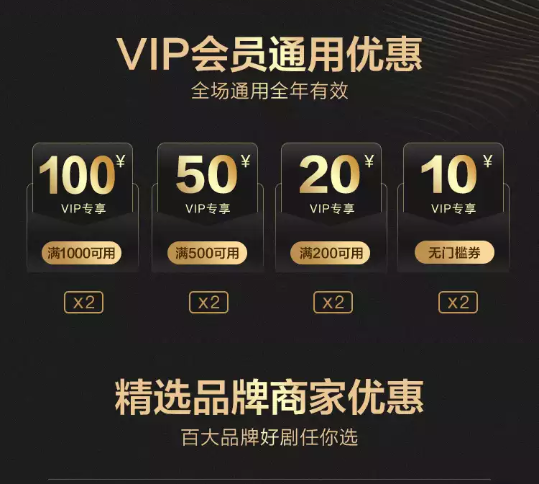 VIP会员通用优惠
全场通用全年有效
100¥ 50¥ 20¥ 10¥
VIP专享 VIP专享 VIP专享 VIP专享
满1000可用 满500可用 满200可用 无门槛券
X2 X2 X2 X2
精选品牌商家优惠
百大品牌好剧任你选